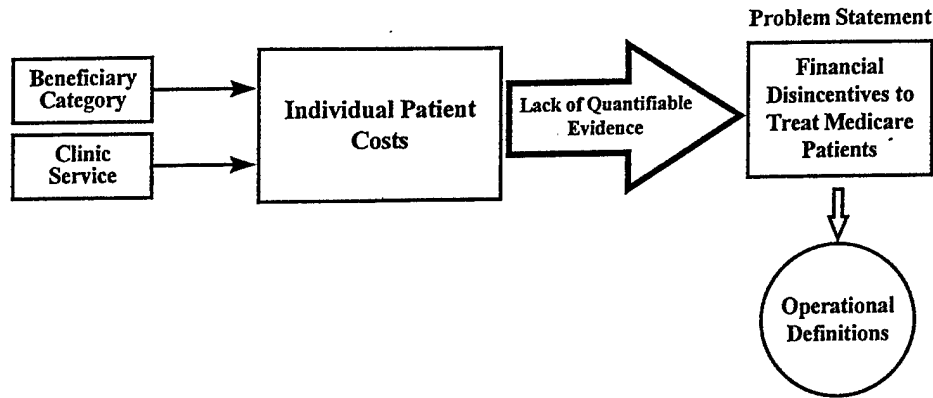 Problem Statement
Beneficiary
Category
Clinic
Service
Individual Patient
Costs
Lack of Quantifiable
Evidence
Financial
Disincentives to
Treat Medicare
Patients
Operational
Definitions